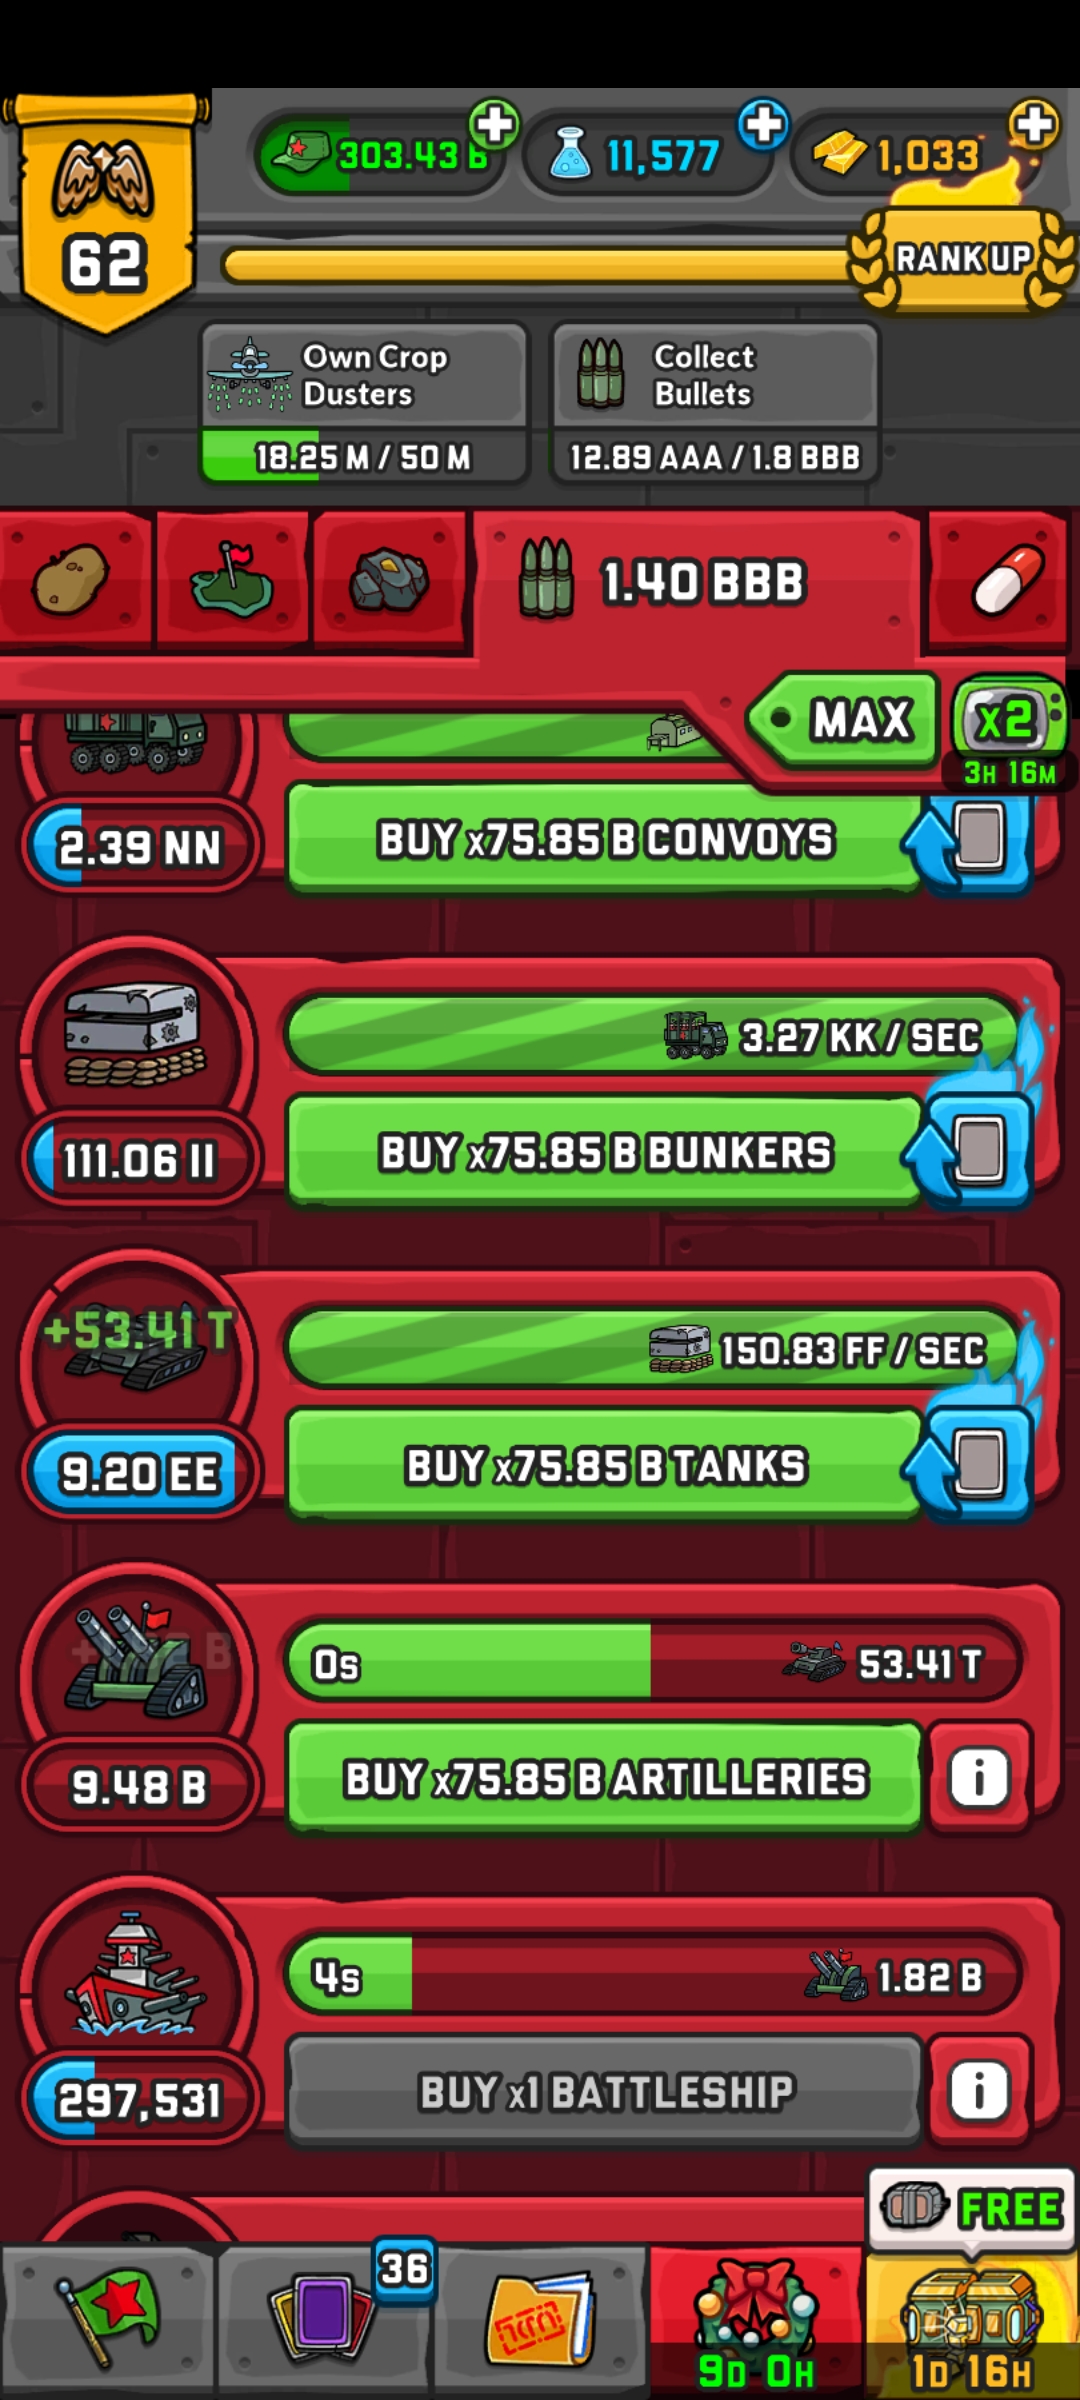 303.43 B
11,577
1,033
62
RANK UP
Own Crop
Dusters
18.25 M / 50 M
Collect
Bullets
12.89 AAA / 1.8 BBB
1.40 BBB
MAX
x2
3H 16M
2.39 NN
BUY x75.85 B CONVOYS
3.27 KK / SEC
111.06 II
BUY x75.85 B BUNKERS
+53.41 T
150.83 FF / SEC
9.20 EE
BUY x75.85 B TANKS
0s
53.41 T
9.48 B
BUY x75.85 B ARTILLERIES
i
4s
1.82 B
297,531
BUY x1 BATTLESHIP
i
FREE
36
9D 0H
1D 16H